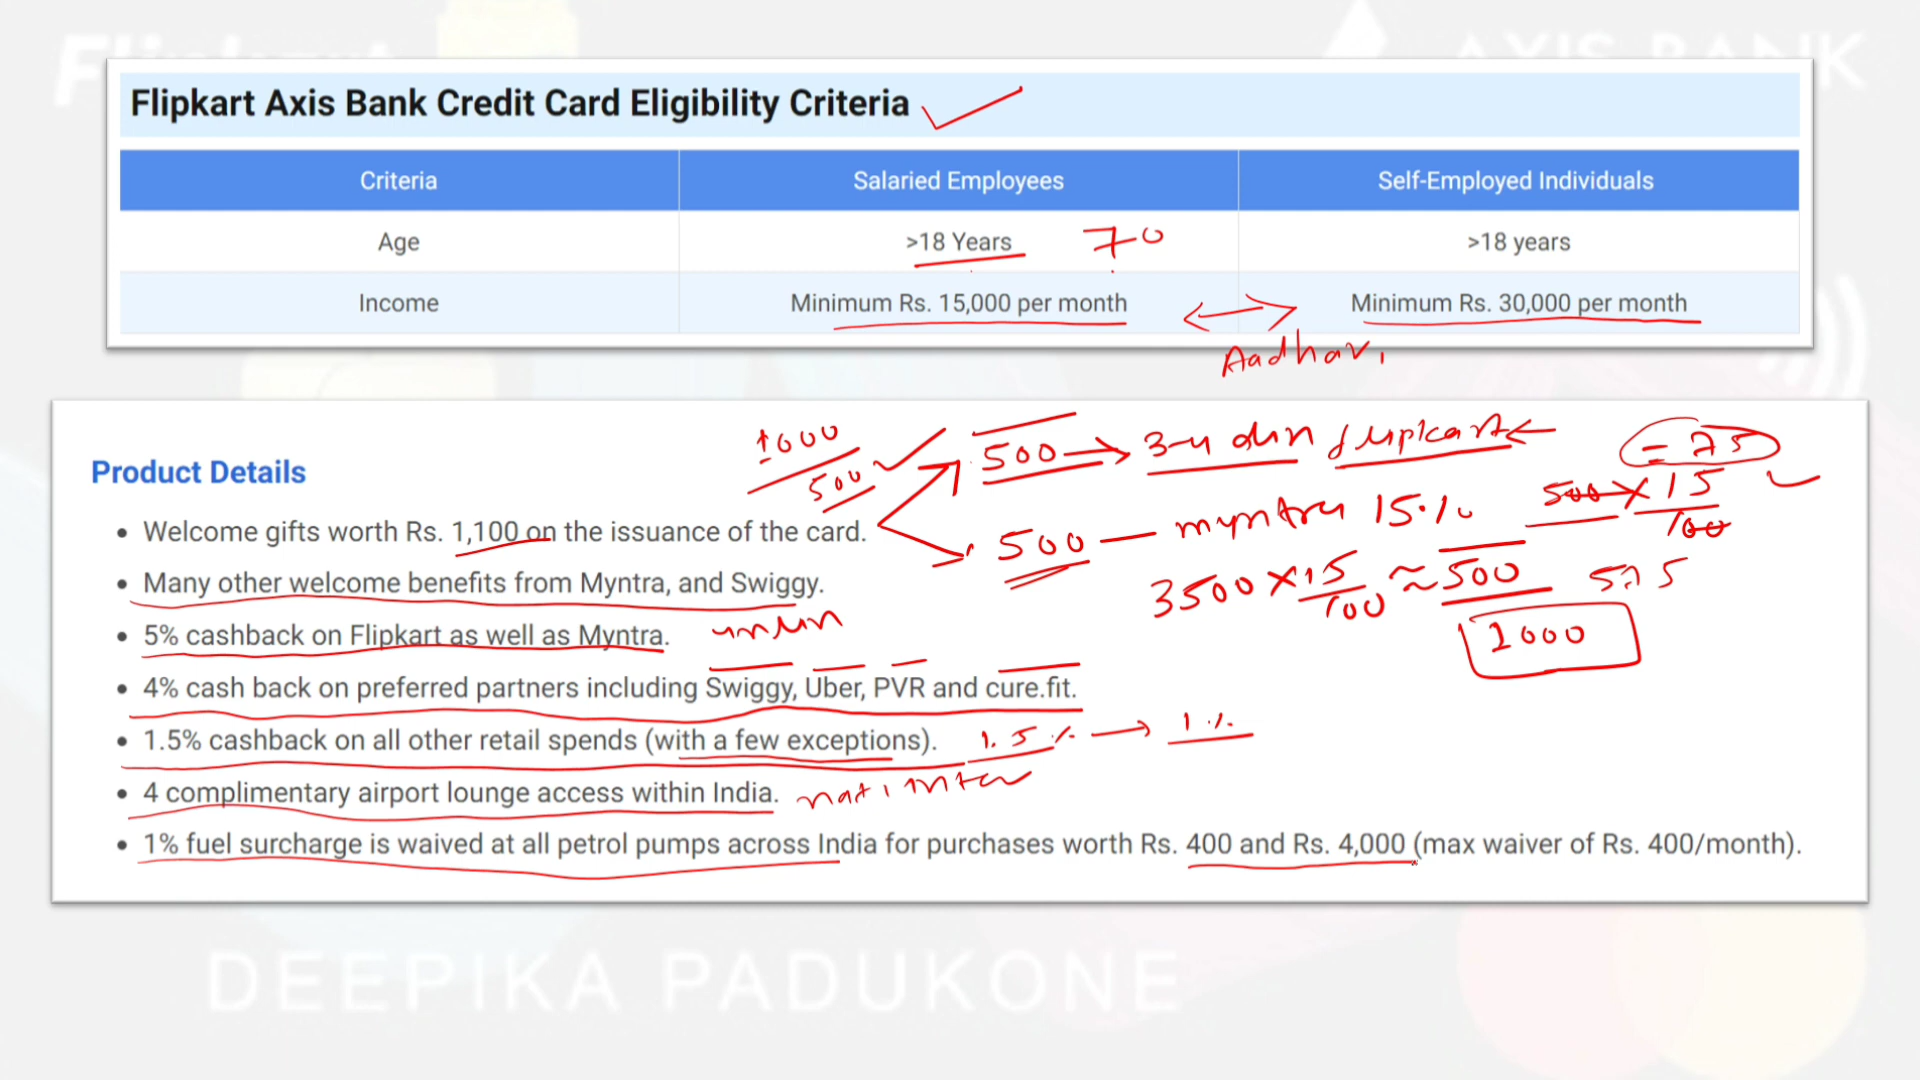 AXIS BANK
Flipkart Axis Bank Credit Card Eligibility Criteria
Criteria Salaried Employees Self-Employed Individuals
Age >18 Years 70 >18 years
Income Minimum Rs. 15,000 per month Minimum Rs. 30,000 per month
Aadhar,
1000
500
500 3-4 din flipkart
= 75
Product Details
500 × 15
100
500 — myntra 15%
• Welcome gifts worth Rs. 1,100 on the issuance of the card.
3500 × 15
100
≈ 500
575
• Many other welcome benefits from Myntra, and Swiggy.
• 5% cashback on Flipkart as well as Myntra.
1000
• 4% cash back on preferred partners including Swiggy, Uber, PVR and cure.fit.
• 1.5% cashback on all other retail spends (with a few exceptions). 1.5% → 1%
• 4 complimentary airport lounge access within India.
• 1% fuel surcharge is waived at all petrol pumps across India for purchases worth Rs. 400 and Rs. 4,000 (max waiver of Rs. 400/month).
DEEPIKA PADUKONE